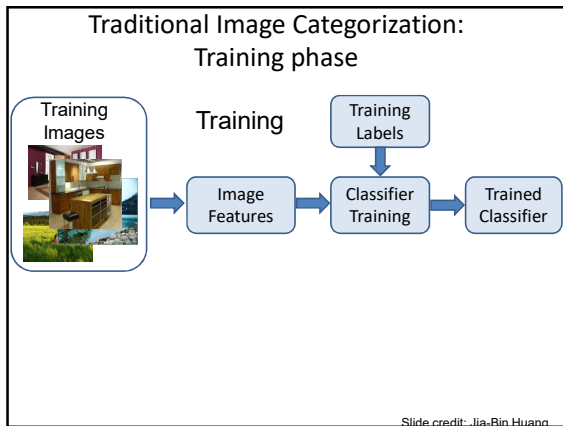 Traditional Image Categorization:
Training phase
Training
Images
Training
Training
Labels
Image
Features
Classifier
Training
Trained
Classifier
Slide credit: Jia-Bin Huang